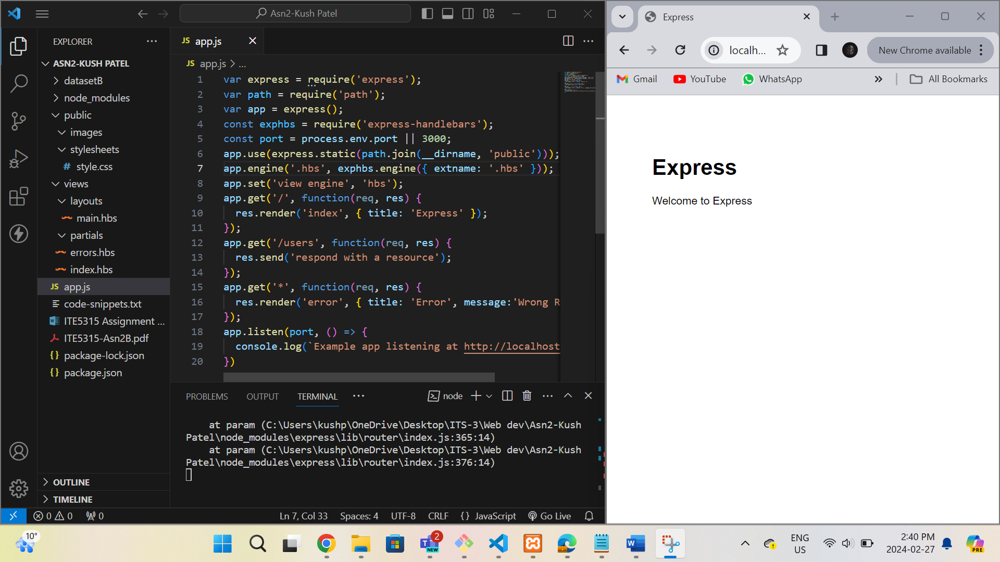 Asn2-Kush Patel
EXPLORER
ASN2-KUSH PATEL
datasetB
node_modules
public
images
stylesheets
# style.css
views
layouts
main.hbs
partials
errors.hbs
index.hbs
JS app.js
code-snippets.txt
ITE5315 Assignment ...
ITE5315-Asn2B.pdf
{} package-lock.json
{} package.json
OUTLINE
TIMELINE
JS app.js
JS app.js > ...
1 var express = require('express');
2 var path = require('path');
3 var app = express();
4 const exphbs = require('express-handlebars');
5 const port = process.env.port || 3000;
6 app.use(express.static(path.join(__dirname, 'public')));
7 app.engine('.hbs', exphbs.engine({ extname: '.hbs' }));
8 app.set('view engine', 'hbs');
9 app.get('/', function(req, res) {
10 res.render('index', { title: 'Express' });
11 });
12 app.get('/users', function(req, res) {
13 res.send('respond with a resource');
14 });
15 app.get('*', function(req, res) {
16 res.render('error', { title: 'Error', message:'Wrong R
17 });
18 app.listen(port, () => {
19 console.log(`Example app listening at http://localhost
20 })
PROBLEMS OUTPUT TERMINAL ... node
at param (C:\Users\kushp\OneDrive\Desktop\ITS-3\Web dev\Asn2-Kush
Patel\node_modules\express\lib\router\index.js:365:14)
at param (C:\Users\kushp\OneDrive\Desktop\ITS-3\Web dev\Asn2-Kush
Patel\node_modules\express\lib\router\index.js:376:14)
0 0 0 Ln 7, Col 33 Spaces: 4 UTF-8 CRLF {} JavaScript Go Live
Express
localh...
New Chrome available
Gmail YouTube WhatsApp » All Bookmarks
Express
Welcome to Express
10°
2
T NEW
W
ENG
US
2:40 PM
2024-02-27
PRE